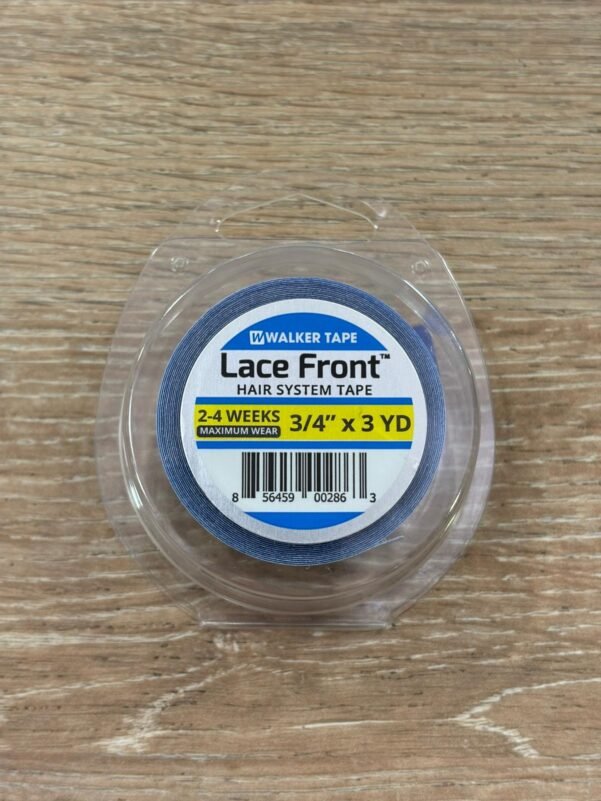 WALKER TAPE
Lace Front™
HAIR SYSTEM TAPE
2-4 WEEKS
MAXIMUM WEAR
3/4" x 3 YD
8 56459 00286 3